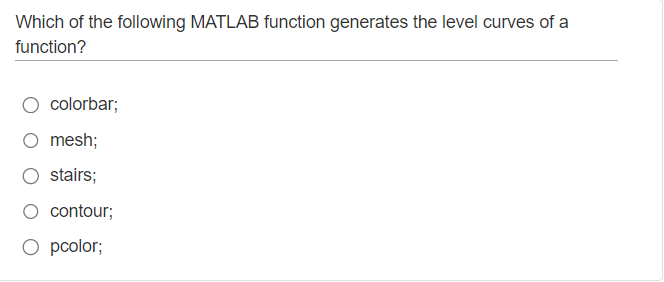 Which of the following MATLAB function generates the level curves of a
function?
colorbar;
mesh;
stairs;
contour;
pcolor;